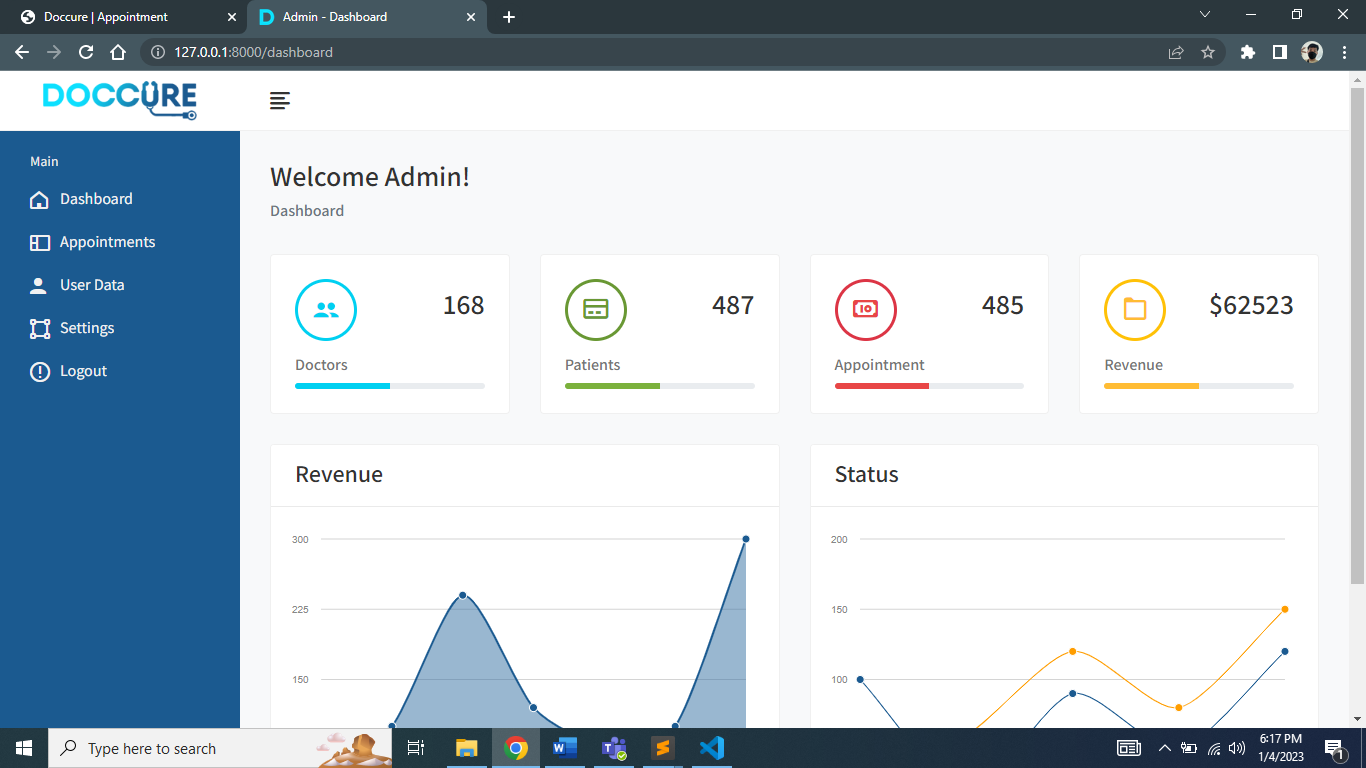 Doccure | Appointment
Admin - Dashboard
127.0.0.1:8000/dashboard
DOCCURE
Main
Dashboard
Appointments
User Data
Settings
Logout
Welcome Admin!
Dashboard
168
Doctors
487
Patients
10
485
Appointment
$62523
Revenue
Revenue
300
225
150
Status
200
150
100
Type here to search
6:17 PM
1/4/2023
1